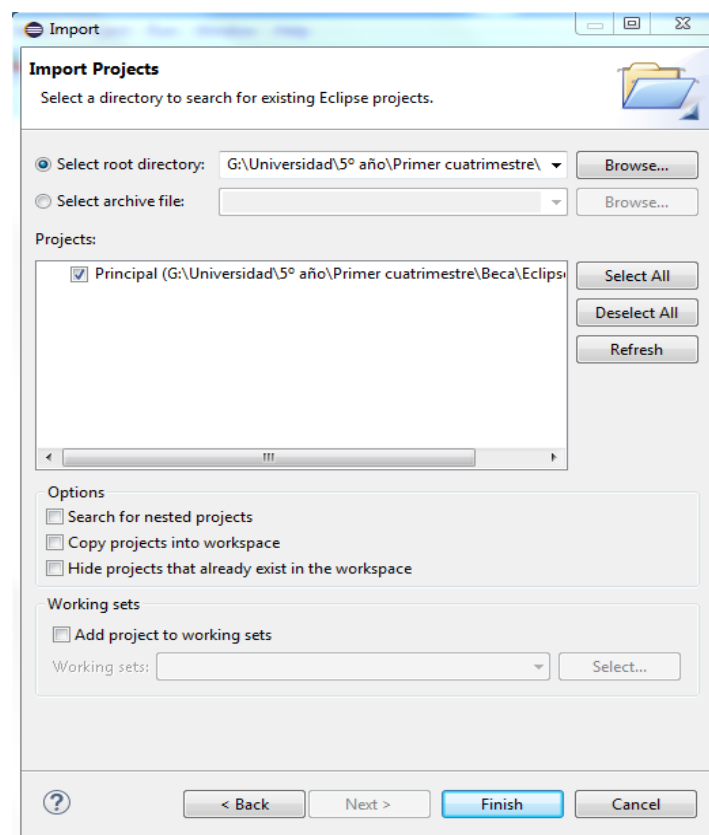 Import
Import Projects
Select a directory to search for existing Eclipse projects.
Select root directory: G:\Universidad\5º año\Primer cuatrimestre\ Browse...
Select archive file: Browse...
Projects:
Principal (G:\Universidad\5º año\Primer cuatrimestre\Beca\Eclips
Select All
Deselect All
Refresh
Options
Search for nested projects
Copy projects into workspace
Hide projects that already exist in the workspace
Working sets
Add project to working sets
Working sets: Select...
? < Back Next > Finish Cancel